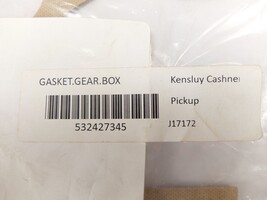 GASKET.GEAR.BOX
Kensluy Cashner
Pickup
532427345
J17172